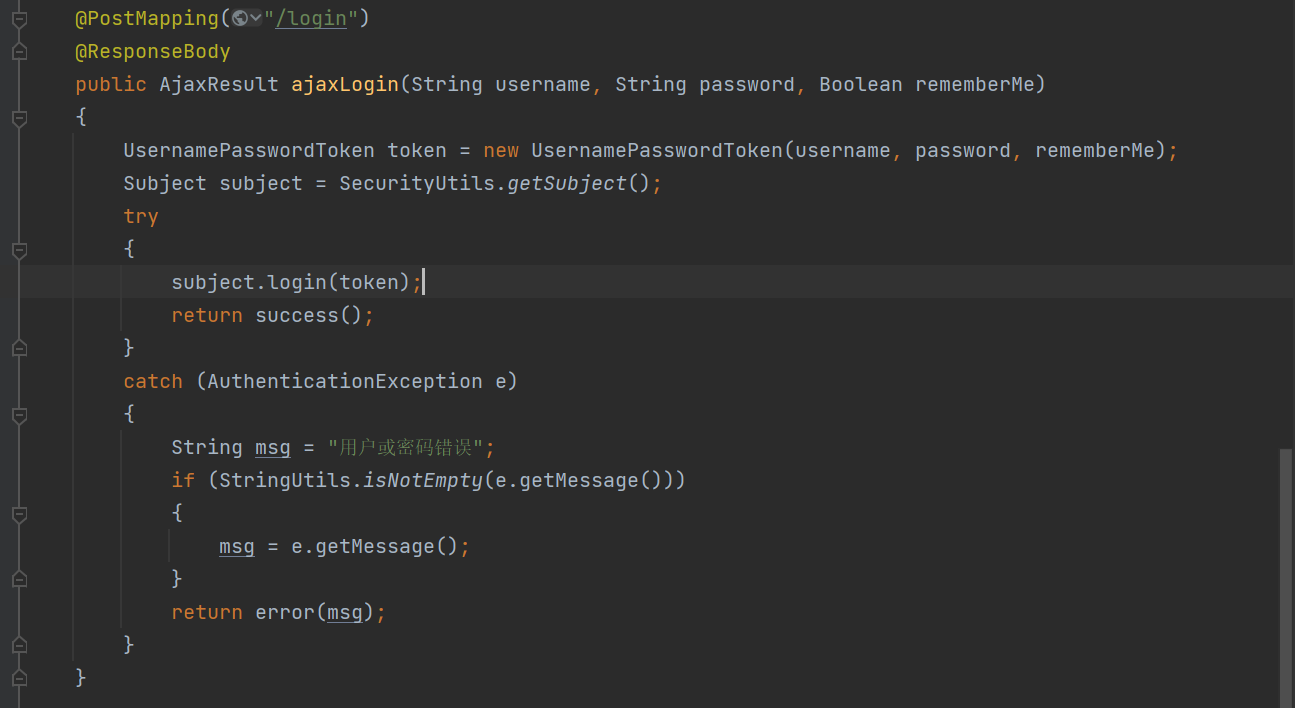 @PostMapping("/login")
@ResponseBody
public AjaxResult ajaxLogin(String username, String password, Boolean rememberMe)
{
UsernamePasswordToken token = new UsernamePasswordToken(username, password, rememberMe);
Subject subject = SecurityUtils.getSubject();
try
{
subject.login(token);
return success();
}
catch (AuthenticationException e)
{
String msg = "用户或密码错误";
if (StringUtils.isNotEmpty(e.getMessage()))
{
msg = e.getMessage();
}
return error(msg);
}
}